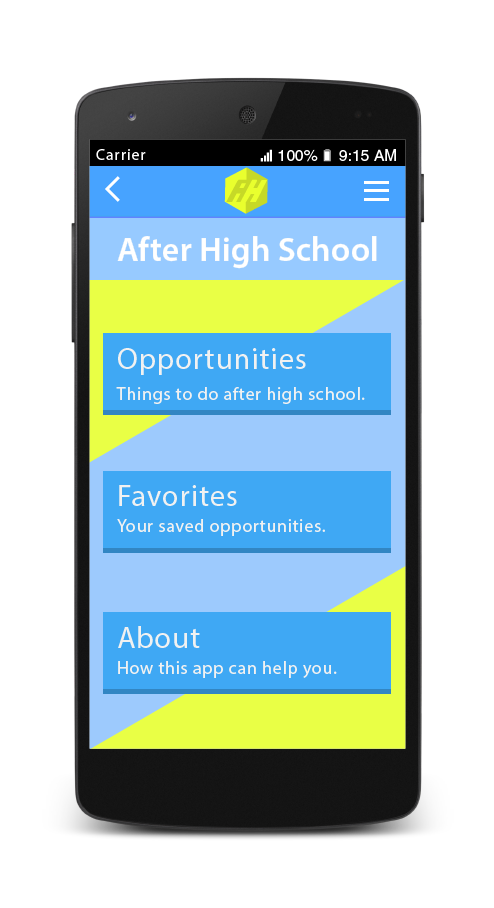 Carrier 100% 9:15 AM
AH
After High School
Opportunities
Things to do after high school.
Favorites
Your saved opportunities.
About
How this app can help you.